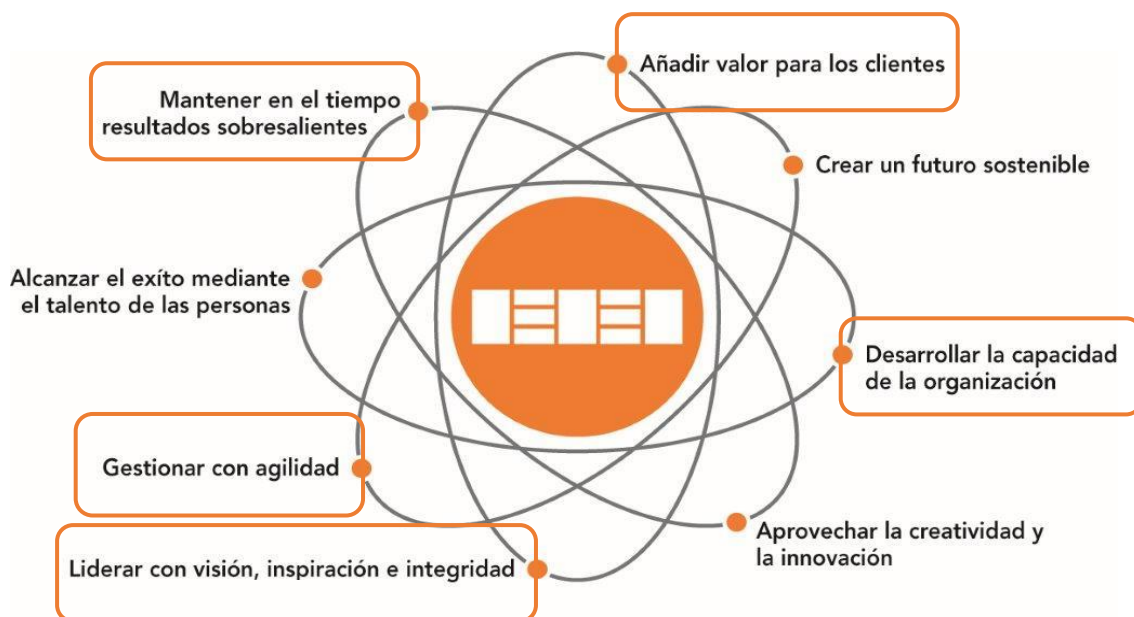 Añadir valor para los clientes
Mantener en el tiempo
resultados sobresalientes
Crear un futuro sostenible
Alcanzar el exíto mediante
el talento de las personas
Desarrollar la capacidad
de la organización
Gestionar con agilidad
Aprovechar la creatividad y
la innovación
Liderar con visión, inspiración e integridad